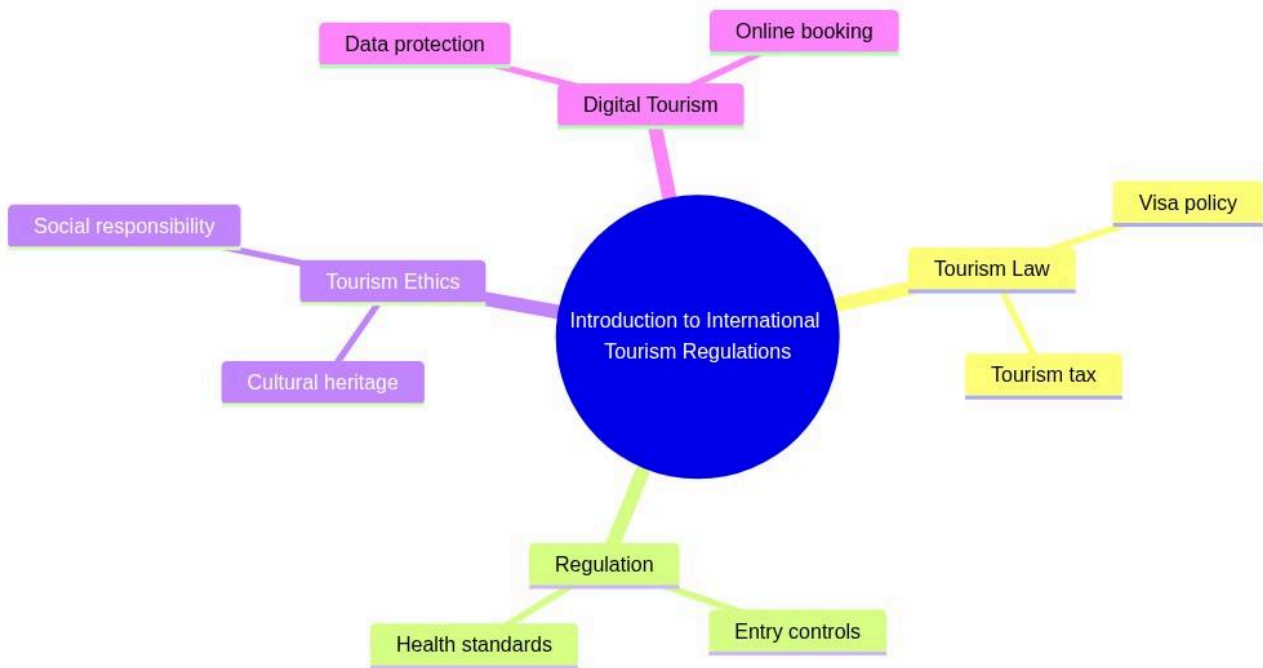 Online booking
Data protection
Digital Tourism
Visa policy
Social responsibility
Tourism Law
Tourism Ethics
Introduction to International
Tourism Regulations
Tourism tax
Cultural heritage
Regulation
Entry controls
Health standards